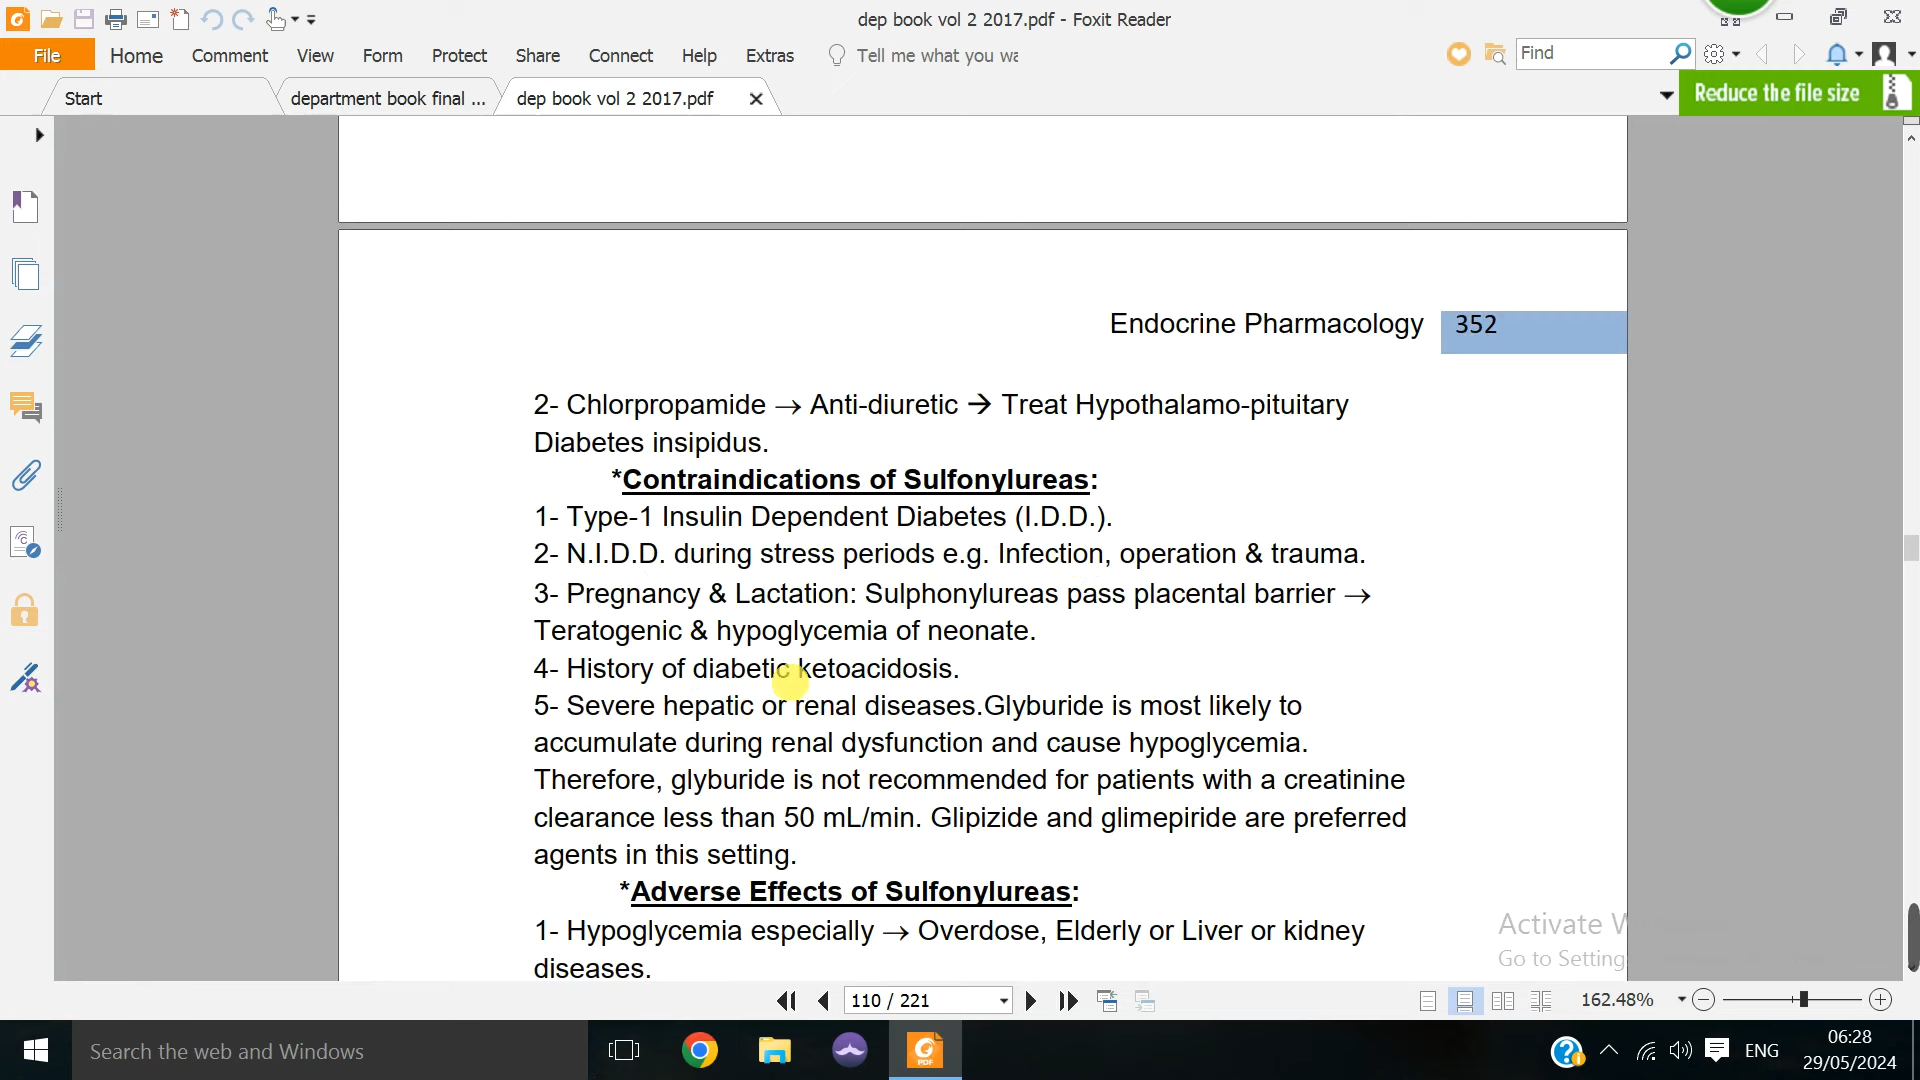 dep book vol 2 2017.pdf - Foxit Reader
File Home Comment View Form Protect Share Connect Help Extras Tell me what you wa Find
Start department book final ... dep book vol 2 2017.pdf Reduce the file size
Endocrine Pharmacology 352
2- Chlorpropamide → Anti-diuretic → Treat Hypothalamo-pituitary
Diabetes insipidus.
*Contraindications of Sulfonylureas:
1- Type-1 Insulin Dependent Diabetes (I.D.D.).
2- N.I.D.D. during stress periods e.g. Infection, operation & trauma.
3- Pregnancy & Lactation: Sulphonylureas pass placental barrier →
Teratogenic & hypoglycemia of neonate.
4- History of diabetic ketoacidosis.
5- Severe hepatic or renal diseases.Glyburide is most likely to
accumulate during renal dysfunction and cause hypoglycemia.
Therefore, glyburide is not recommended for patients with a creatinine
clearance less than 50 mL/min. Glipizide and glimepiride are preferred
agents in this setting.
*Adverse Effects of Sulfonylureas:
1- Hypoglycemia especially → Overdose, Elderly or Liver or kidney
diseases.
Activate W
Go to Setting
110 / 221 162.48%
Search the web and Windows PDF ENG 06:28
29/05/2024